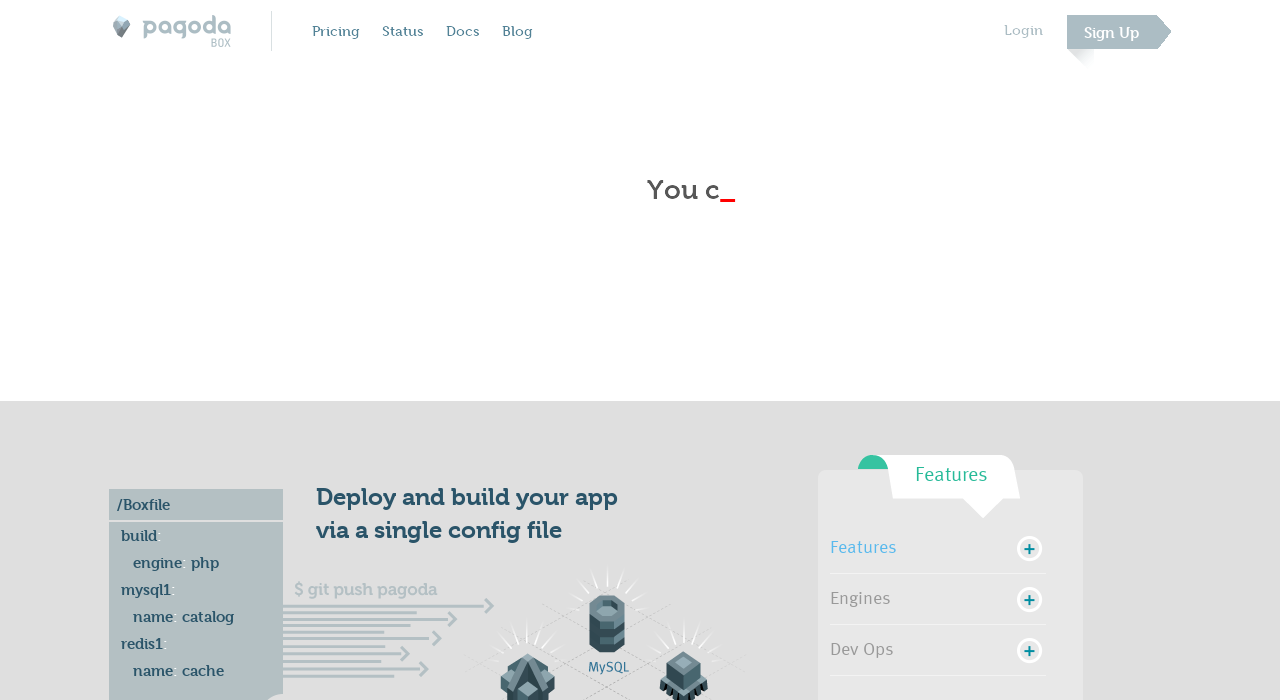 pagoda
BOX
Pricing Status Docs Blog
Login
Sign Up
You c_
Features
Deploy and build your app
via a single config file
/Boxfile
build:
engine: php
mysql1:
name: catalog
redis1:
name: cache
$ git push pagoda
MySQL
Features
Engines
Dev Ops